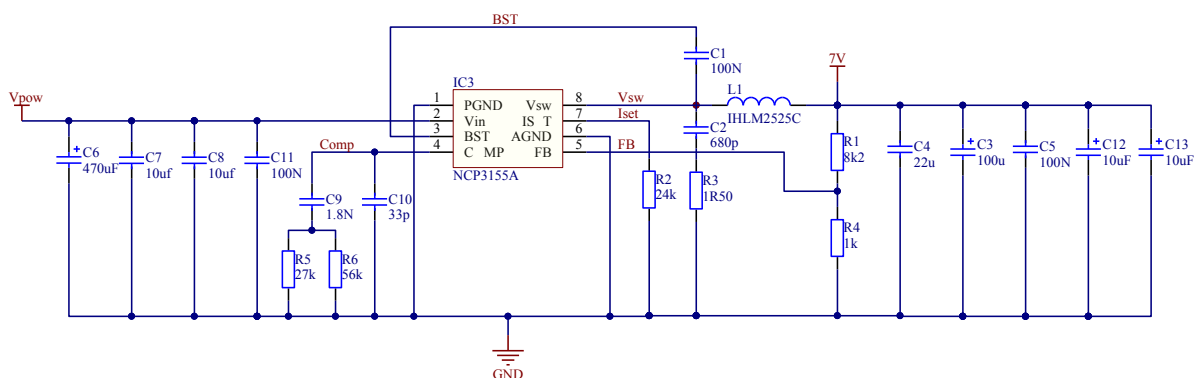 BST
C1
100N
7V
IC3
Vpow
1 PGND Vsw 8 Vsw
2 Vin IS T 7 Iset
3 BST AGND 6
4 C MP FB 5 FB
NCP3155A
L1
IHLM2525C
C2
680p
Comp
C6
470uF
C7
10uf
C8
10uf
C11
100N
C9
1.8N
C10
33p
R5
27k
R6
56k
R2
24k
R3
1R50
R1
8k2
R4
1k
C4
22u
C3
100u
C5
100N
C12
10uF
C13
10uF
GND